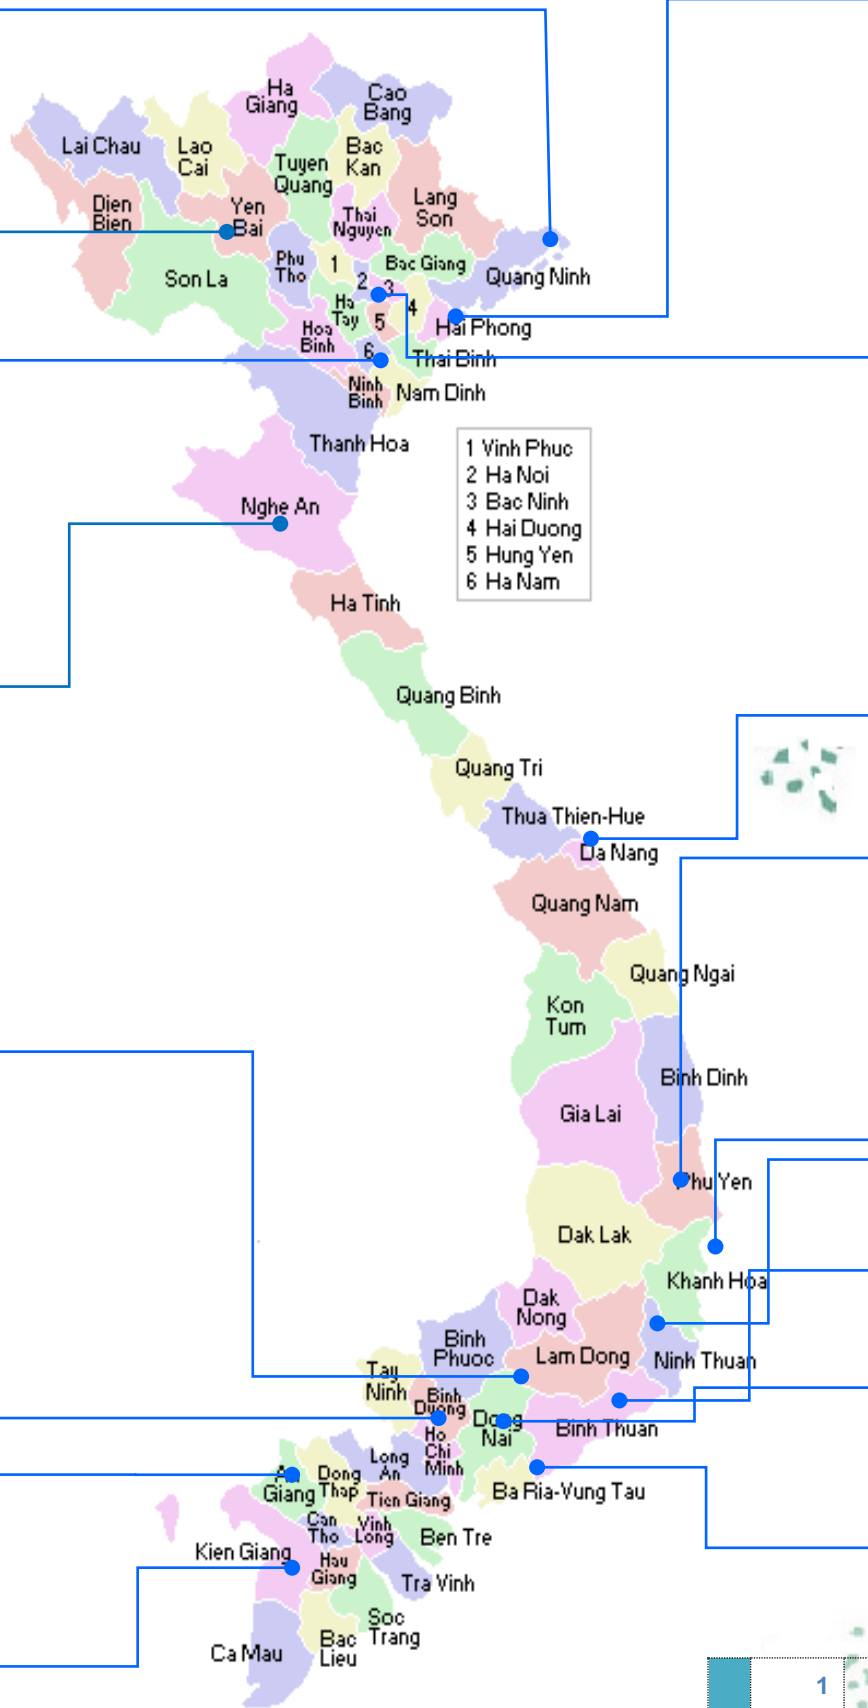 Ha
Giang
Cao
Bang
Lai Chau
Lao
Cai
Bac
Kan
Tuyen
Quang
Lang
Son
Dien
Bien
Yen
Bai
Thai
Nguyen
Phu
Tho
1
Bac Giang
Quang Ninh
Son La
2
3
4
Ha
Tay
5
Hoa
Binh
Hai Phong
6
Thai Binh
Ninh
Binh
Nam Dinh
Thanh Hoa
1 Vinh Phuc
2 Ha Noi
3 Bac Ninh
4 Hai Duong
5 Hung Yen
6 Ha Nam
Nghe An
Ha Tinh
Quang Binh
Quang Tri
Thua Thien-Hue
Da Nang
Quang Nam
Quang Ngai
Kon
Tum
Binh Dinh
Gia Lai
Phu Yen
Dak Lak
Khanh Hoa
Dak
Nong
Binh
Phuoc
Lam Dong
Ninh Thuan
Tay
Ninh
Binh
Duong
Dong
Nai
Binh Thuan
Ho
Chi
Minh
Long
An
An
Giang
Dong
Thap
Tien Giang
Ba Ria-Vung Tau
Can
Tho
Vinh
Long
Ben Tre
Kien Giang
Hau
Giang
Tra Vinh
Soc
Trang
Bac
Lieu
Ca Mau
1